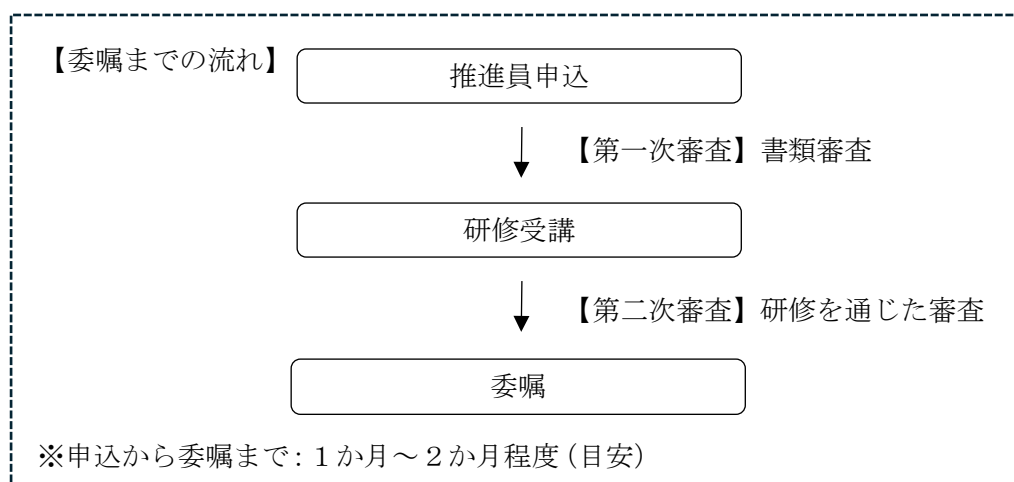 【委嘱までの流れ】
推進員申込
【第一次審査】書類審査
研修受講
【第二次審査】研修を通じた審査
委嘱
※申込から委嘱まで：１か月～２か月程度（目安）